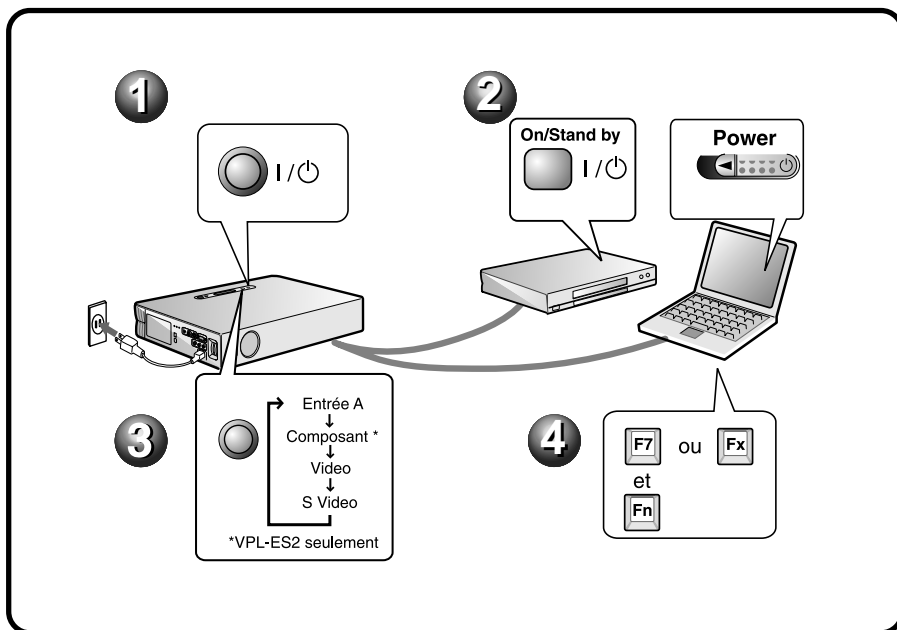 1
I / ⏻
2
On/Stand by
I / ⏻
Power
3
Entrée A
Composant *
Video
S Video
*VPL-ES2 seulement
4
F7 ou Fx
et
Fn